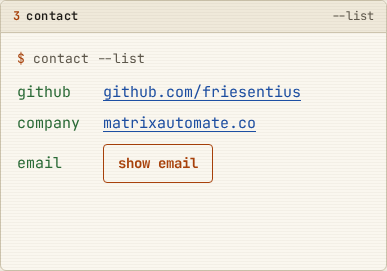 3 contact --list
$ contact --list
github github.com/friesentius
company matrixautomate.co
email show email